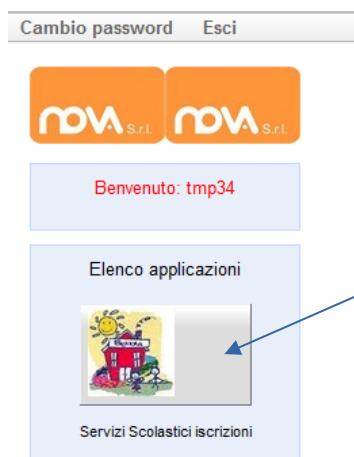 Cambio password Esci
NOVA S.r.l. NOVA S.r.l.
Benvenuto: tmp34
Elenco applicazioni
Servizi Scolastici iscrizioni